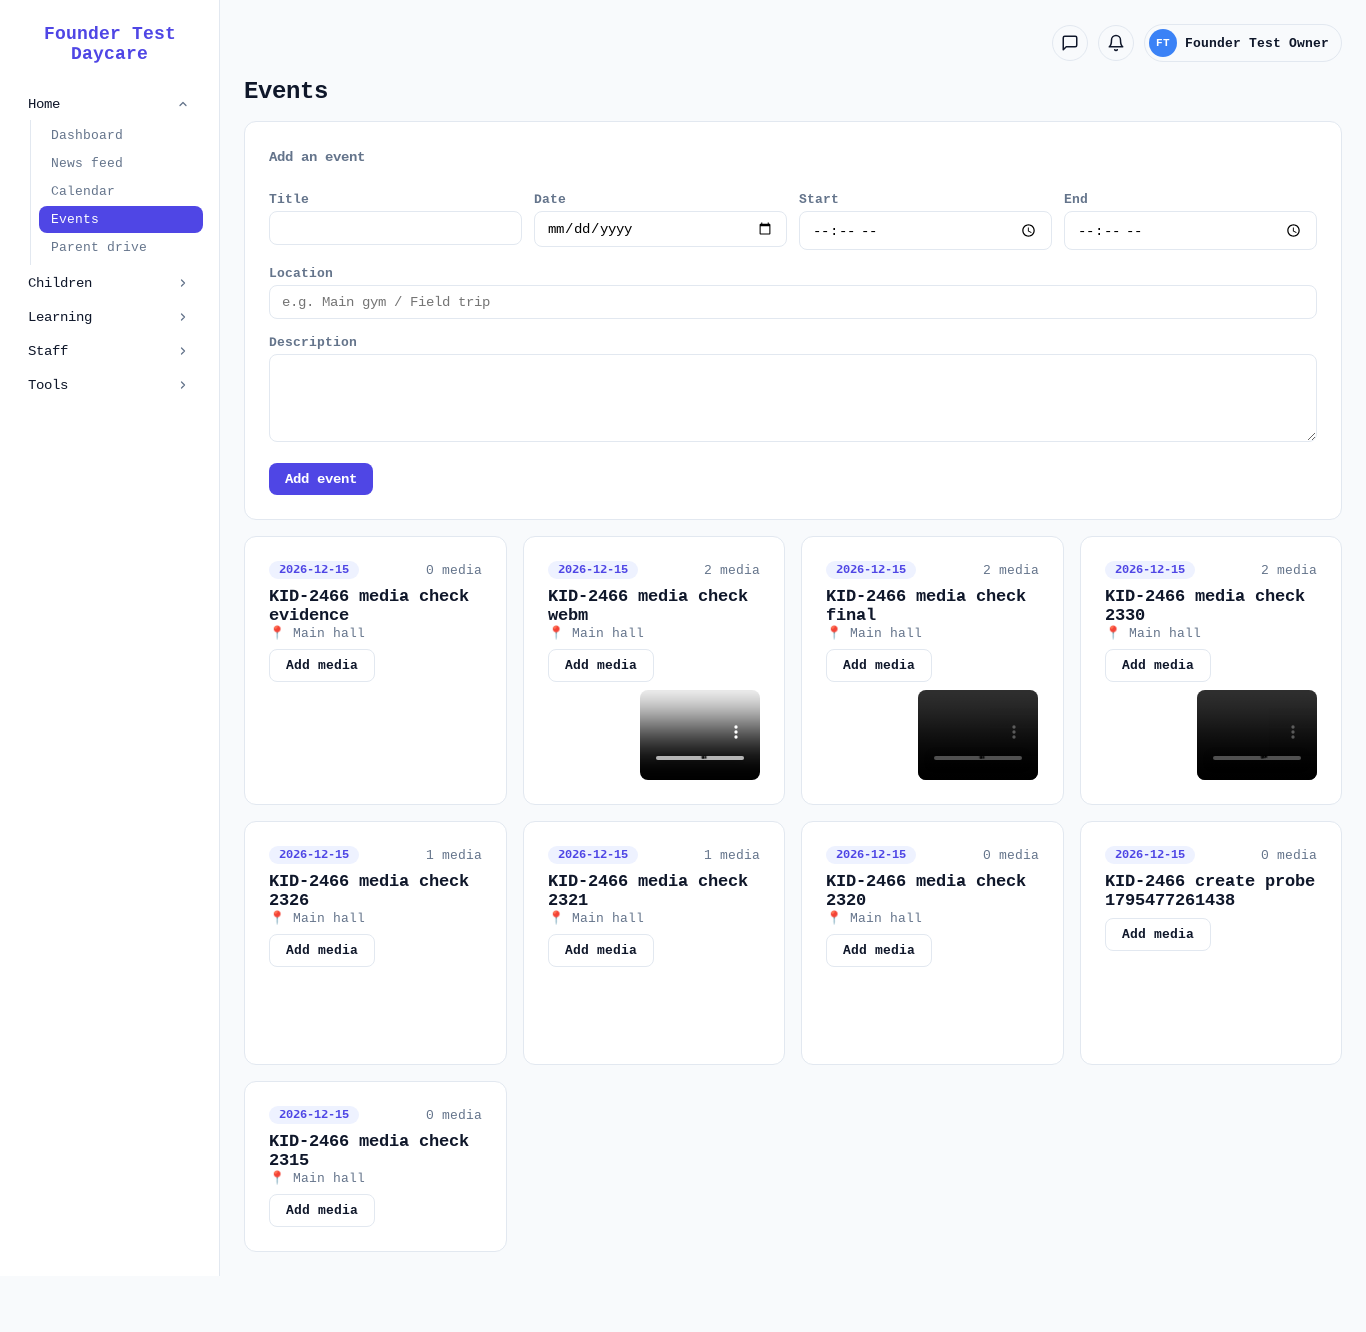 Founder Test
Daycare
Home
Dashboard
News feed
Calendar
Events
Parent drive
Children
Learning
Staff
Tools
FT Founder Test Owner
Events
Add an event
Title Date Start End
mm/dd/yyyy --:-- -- --:-- --
Location
e.g. Main gym / Field trip
Description
Add event
2026-12-15 0 media
KID-2466 media check
evidence
📍 Main hall
Add media
2026-12-15 2 media
KID-2466 media check
webm
📍 Main hall
Add media
2026-12-15 2 media
KID-2466 media check
final
📍 Main hall
Add media
2026-12-15 2 media
KID-2466 media check
2330
📍 Main hall
Add media
2026-12-15 1 media
KID-2466 media check
2326
📍 Main hall
Add media
2026-12-15 1 media
KID-2466 media check
2321
📍 Main hall
Add media
2026-12-15 0 media
KID-2466 media check
2320
📍 Main hall
Add media
2026-12-15 0 media
KID-2466 create probe
1795477261438
Add media
2026-12-15 0 media
KID-2466 media check
2315
📍 Main hall
Add media